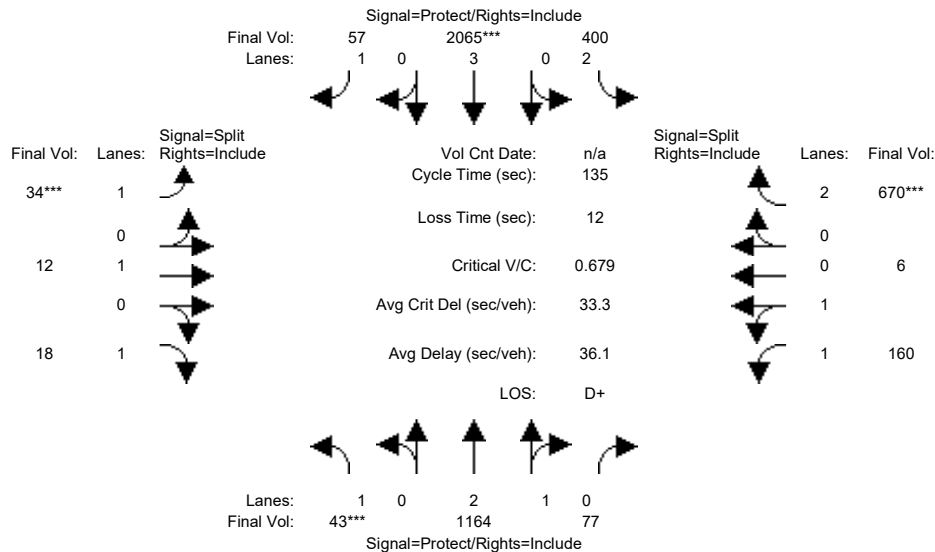 Signal=Protect/Rights=Include
Final Vol: 57 2065*** 400
Lanes: 1 0 3 0 2
Signal=Split Signal=Split
Final Vol: Lanes: Rights=Include Vol Cnt Date: n/a Rights=Include Lanes: Final Vol:
Cycle Time (sec): 135
34*** 1 2 670***
Loss Time (sec): 12
0 0
12 1 Critical V/C: 0.679 0 6
0 Avg Crit Del (sec/veh): 33.3 1
18 1 Avg Delay (sec/veh): 36.1 1 160
LOS: D+
Lanes: 1 0 2 1 0
Final Vol: 43*** 1164 77
Signal=Protect/Rights=Include